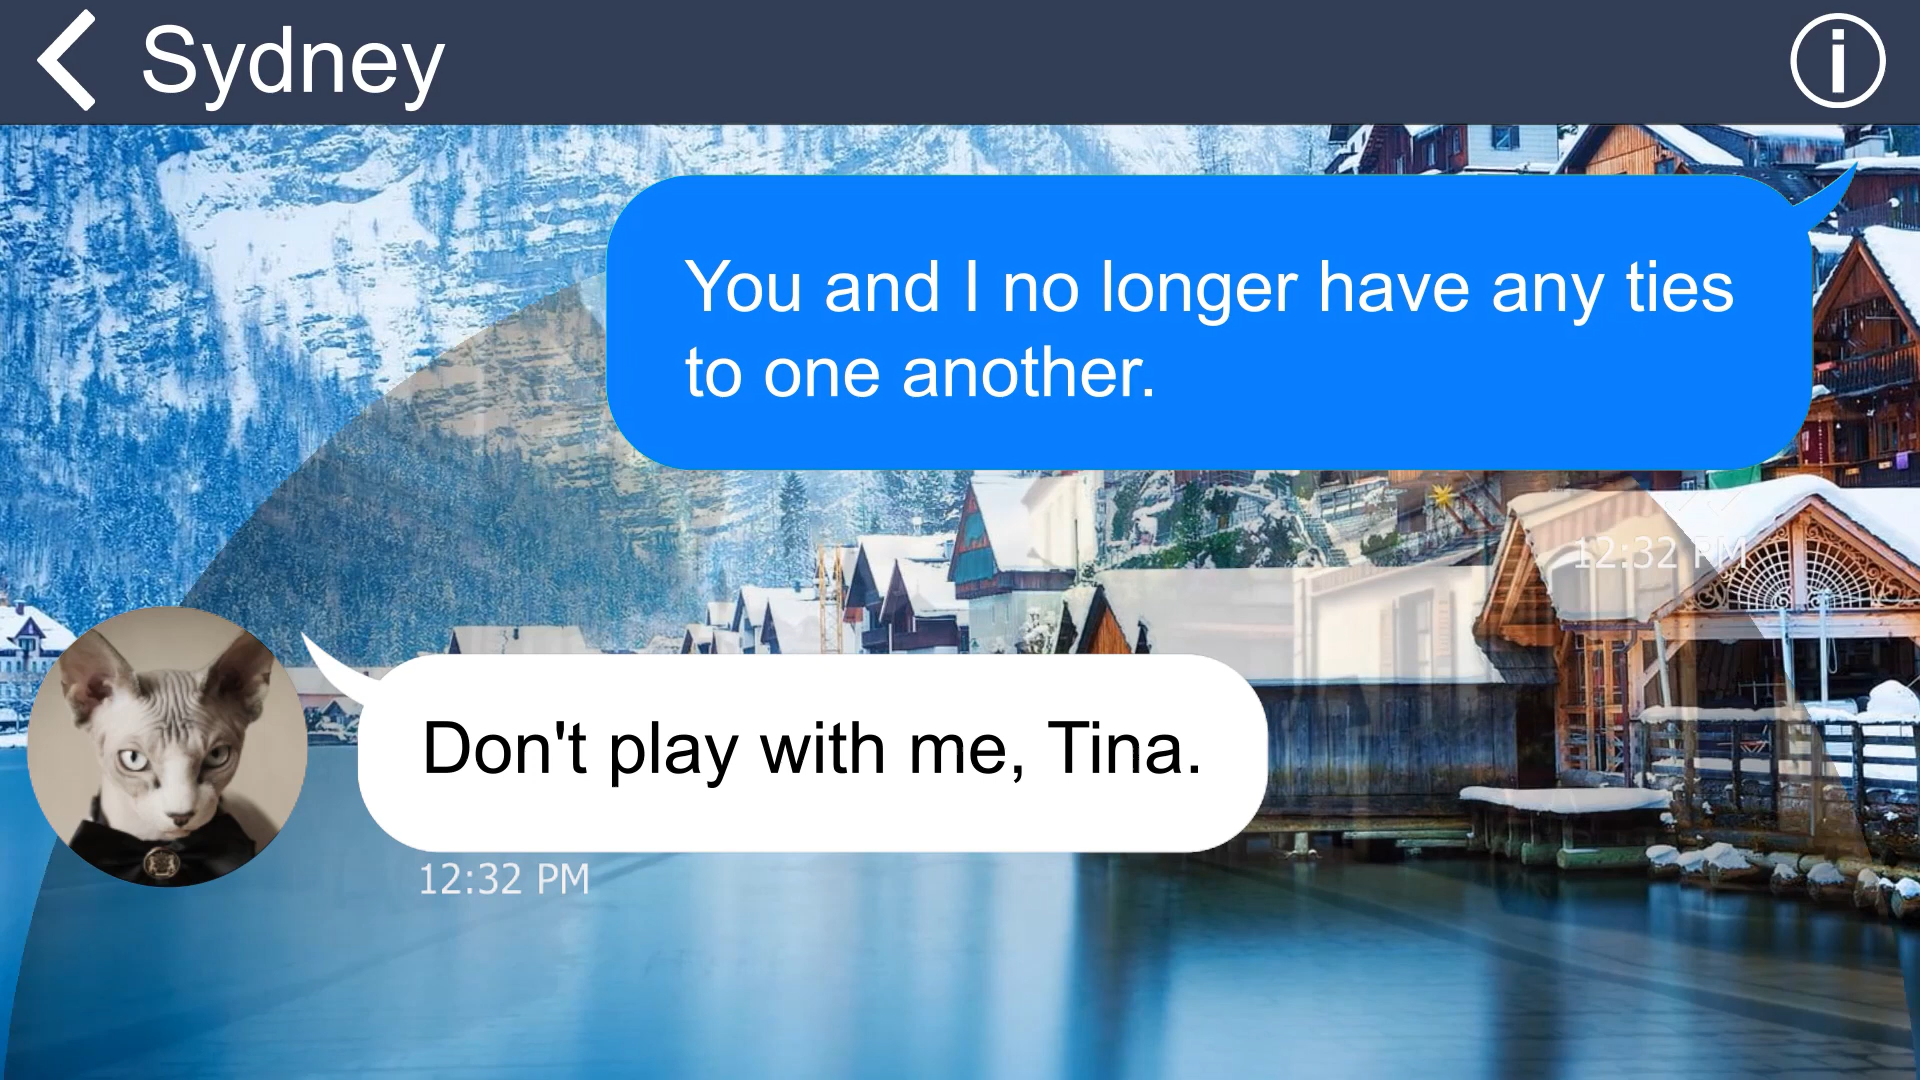 Sydney
You and I no longer have any ties
to one another.
12:32 PM
Don't play with me, Tina.
12:32 PM